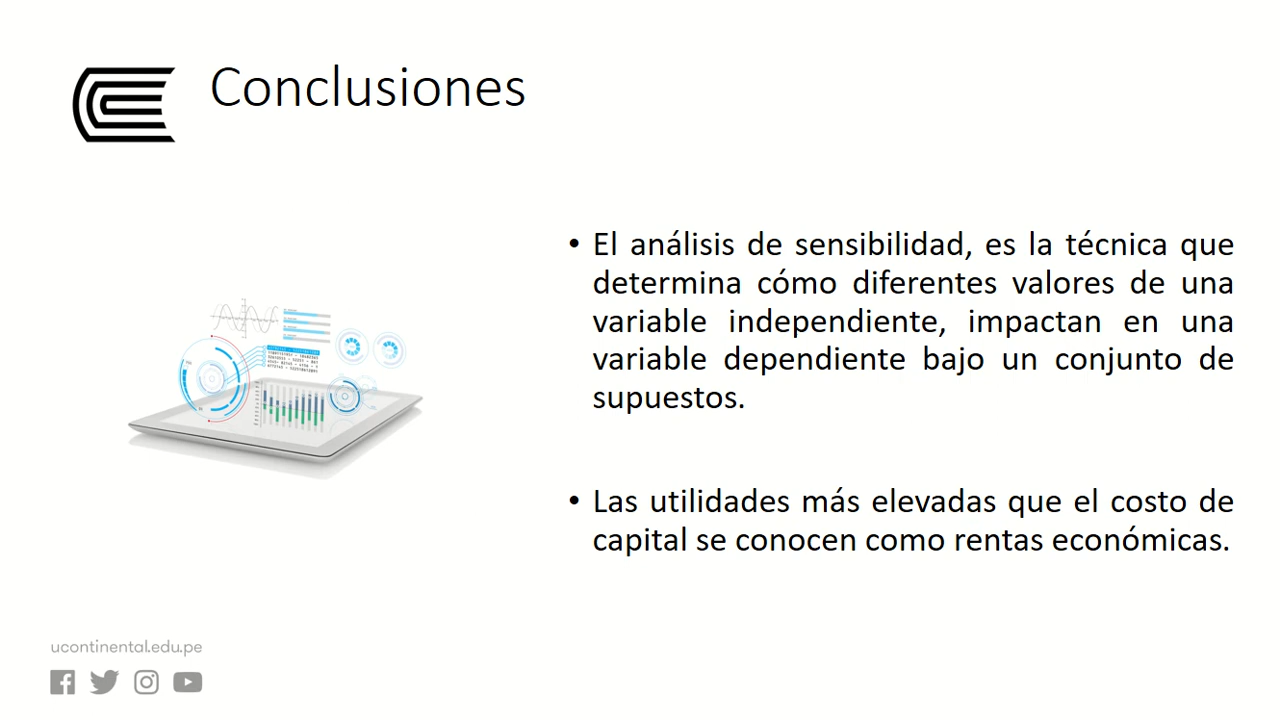 Conclusiones
• El análisis de sensibilidad, es la técnica que
determina cómo diferentes valores de una
variable independiente, impactan en una
variable dependiente bajo un conjunto de
supuestos.
• Las utilidades más elevadas que el costo de
capital se conocen como rentas económicas.
ucontinental.edu.pe